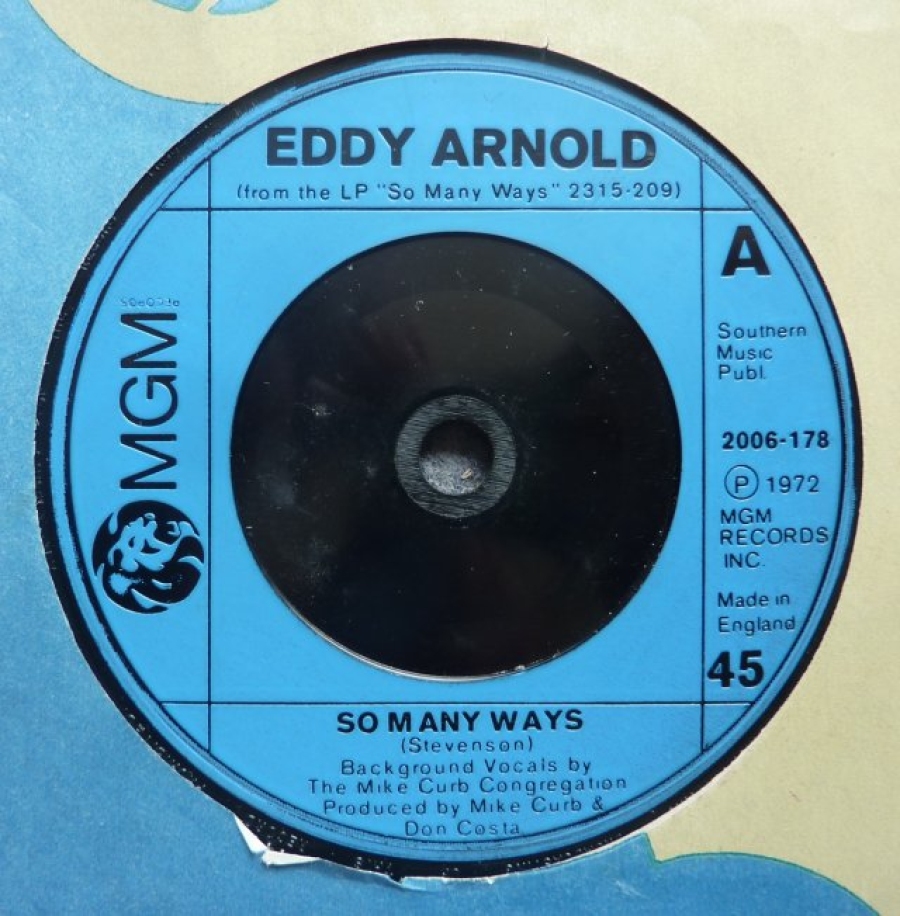 EDDY ARNOLD
(from the LP "So Many Ways" 2315-209)
A
Southern
Music
Publ.
2006-178
Ⓟ 1972
MGM
RECORDS
INC.
Made in
England
45
MGM
records
SO MANY WAYS
(Stevenson)
Background Vocals by
The Mike Curb Congregation
Produced by Mike Curb &
Don Costa